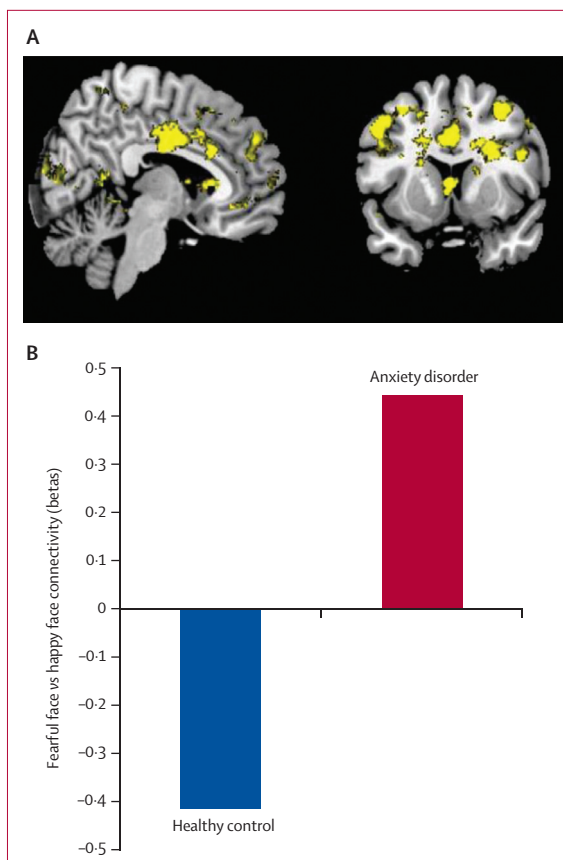 A
B
0·5
0·4
0·3
0·2
0·1
0
–0·1
–0·2
–0·3
–0·4
–0·5
Fearful face vs happy face connectivity (betas)
Anxiety disorder
Healthy control